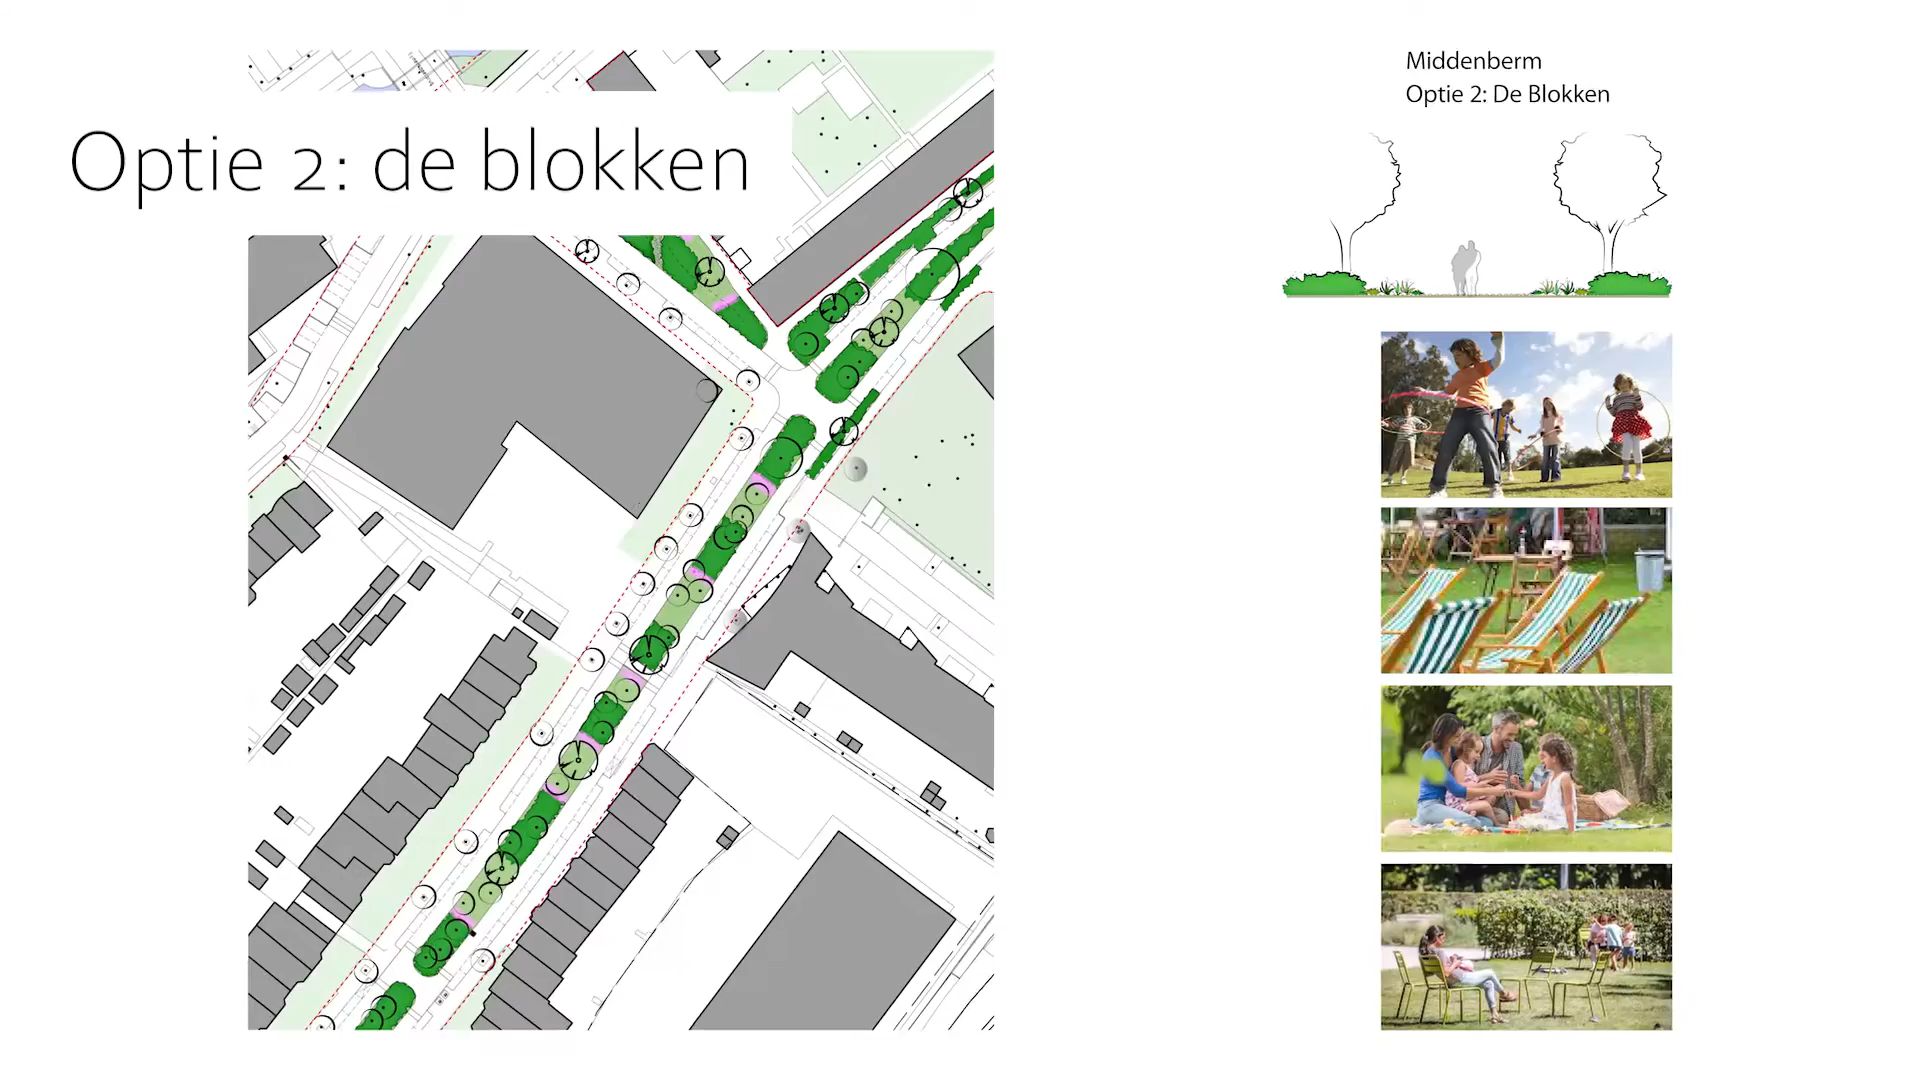 Optie 2: de blokken
Middenberm
Optie 2: De Blokken